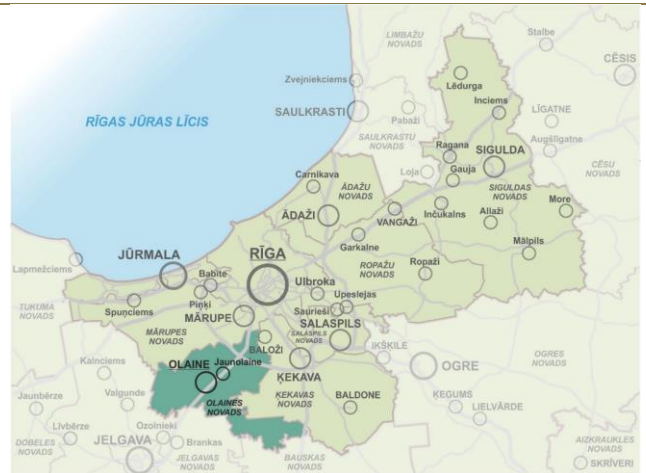 LIMBAŽU
NOVADS
Stalbe
CĒSIS
Zvejniekciems
Lēdurga
SAULKRASTI
Inciems
LĪGATNE
Pabaži
RĪGAS JŪRAS LĪCIS
SAULKRASTU
NOVADS
Augšlīgatne
Ragana
SIGULDA
Loja
Gauja
CĒSU
NOVADS
Carnikava
ĀDAŽU
NOVADS
SIGULDAS
NOVADS
More
ĀDAŽI
VANGAŽI
Inčukalns
Allaži
Garkalne
Mālpils
JŪRMALA
RĪGA
ROPAŽU
NOVADS
Ropaži
Lapmežciems
Babīte
Ulbroka
Piņķi
Upeslejas
TUKUMA
NOVADS
Spuņciems
Saurieši
MĀRUPE
SALASPILS
MĀRUPES
NOVADS
SALASPILS
NOVADS
BALOŽI
IKŠĶILE
OLAINE
Jaunolaine
OGRE
OGRES
NOVADS
Kalnciems
ĶEKAVA
Valgunde
OLAINES
NOVADS
ĶEKAVAS
NOVADS
BALDONE
ĶEGUMS
Jaunbērze
LIELVĀRDE
Līvbērze
Ozolnieki
DOBELES
NOVADS
JELGAVA
Brankas
JELGAVAS
NOVADS
BAUSKAS
NOVADS
AIZKRAUKLES
NOVADS
SKRĪVERI